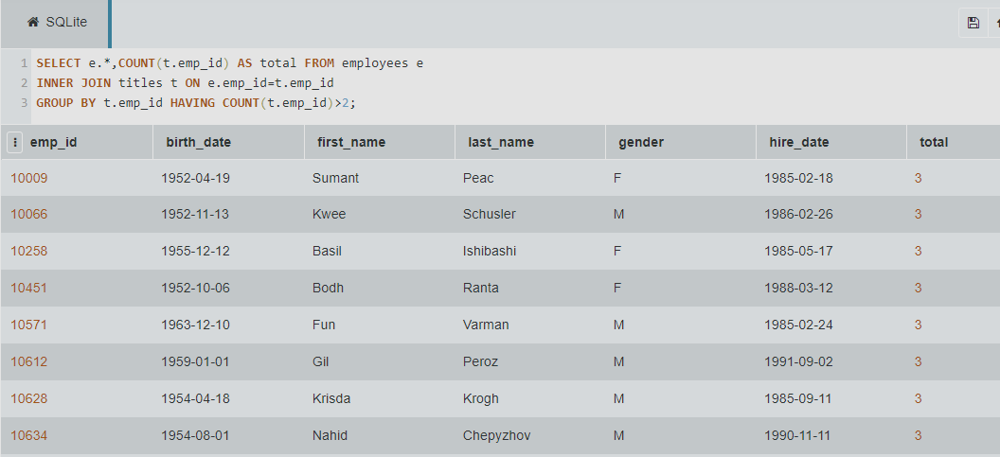 SQLite
1 SELECT e.*,COUNT(t.emp_id) AS total FROM employees e
2 INNER JOIN titles t ON e.emp_id=t.emp_id
3 GROUP BY t.emp_id HAVING COUNT(t.emp_id)>2;
emp_id birth_date first_name last_name gender hire_date total
10009 1952-04-19 Sumant Peac F 1985-02-18 3
10066 1952-11-13 Kwee Schusler M 1986-02-26 3
10258 1955-12-12 Basil Ishibashi F 1985-05-17 3
10451 1952-10-06 Bodh Ranta F 1988-03-12 3
10571 1963-12-10 Fun Varman M 1985-02-24 3
10612 1959-01-01 Gil Peroz M 1991-09-02 3
10628 1954-04-18 Krisda Krogh M 1985-09-11 3
10634 1954-08-01 Nahid Chepyzhov M 1990-11-11 3